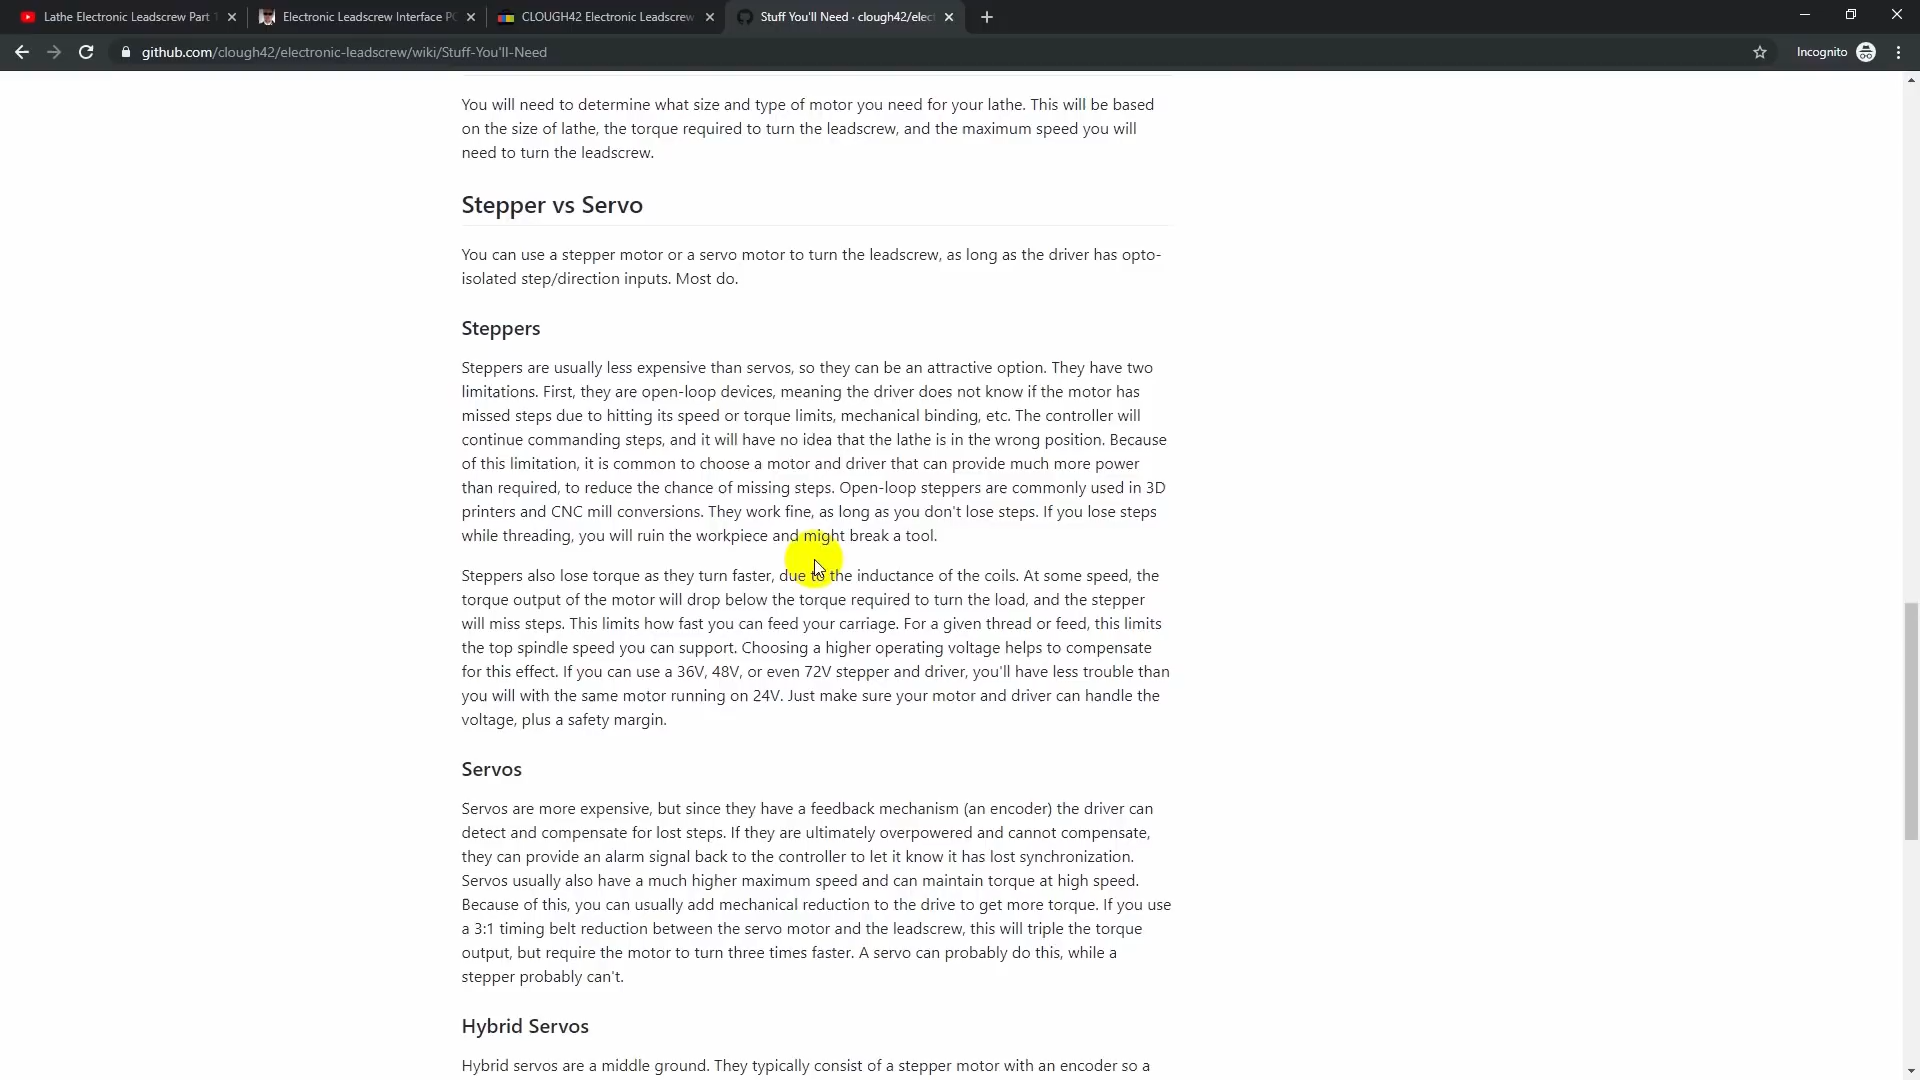 Lathe Electronic Leadscrew Part
Electronic Leadscrew Interface PC
CLOUGH42 Electronic Leadscrew
Stuff You'll Need · clough42/elect
github.com/clough42/electronic-leadscrew/wiki/Stuff-You'll-Need
Incognito
You will need to determine what size and type of motor you need for your lathe. This will be based
on the size of lathe, the torque required to turn the leadscrew, and the maximum speed you will
need to turn the leadscrew.
Stepper vs Servo
You can use a stepper motor or a servo motor to turn the leadscrew, as long as the driver has opto-
isolated step/direction inputs. Most do.
Steppers
Steppers are usually less expensive than servos, so they can be an attractive option. They have two
limitations. First, they are open-loop devices, meaning the driver does not know if the motor has
missed steps due to hitting its speed or torque limits, mechanical binding, etc. The controller will
continue commanding steps, and it will have no idea that the lathe is in the wrong position. Because
of this limitation, it is common to choose a motor and driver that can provide much more power
than required, to reduce the chance of missing steps. Open-loop steppers are commonly used in 3D
printers and CNC mill conversions. They work fine, as long as you don't lose steps. If you lose steps
while threading, you will ruin the workpiece and might break a tool.
Steppers also lose torque as they turn faster, due to the inductance of the coils. At some speed, the
torque output of the motor will drop below the torque required to turn the load, and the stepper
will miss steps. This limits how fast you can feed your carriage. For a given thread or feed, this limits
the top spindle speed you can support. Choosing a higher operating voltage helps to compensate
for this effect. If you can use a 36V, 48V, or even 72V stepper and driver, you'll have less trouble than
you will with the same motor running on 24V. Just make sure your motor and driver can handle the
voltage, plus a safety margin.
Servos
Servos are more expensive, but since they have a feedback mechanism (an encoder) the driver can
detect and compensate for lost steps. If they are ultimately overpowered and cannot compensate,
they can provide an alarm signal back to the controller to let it know it has lost synchronization.
Servos usually also have a much higher maximum speed and can maintain torque at high speed.
Because of this, you can usually add mechanical reduction to the drive to get more torque. If you use
a 3:1 timing belt reduction between the servo motor and the leadscrew, this will triple the torque
output, but require the motor to turn three times faster. A servo can probably do this, while a
stepper probably can't.
Hybrid Servos
Hybrid servos are a middle ground. They typically consist of a stepper motor with an encoder so a